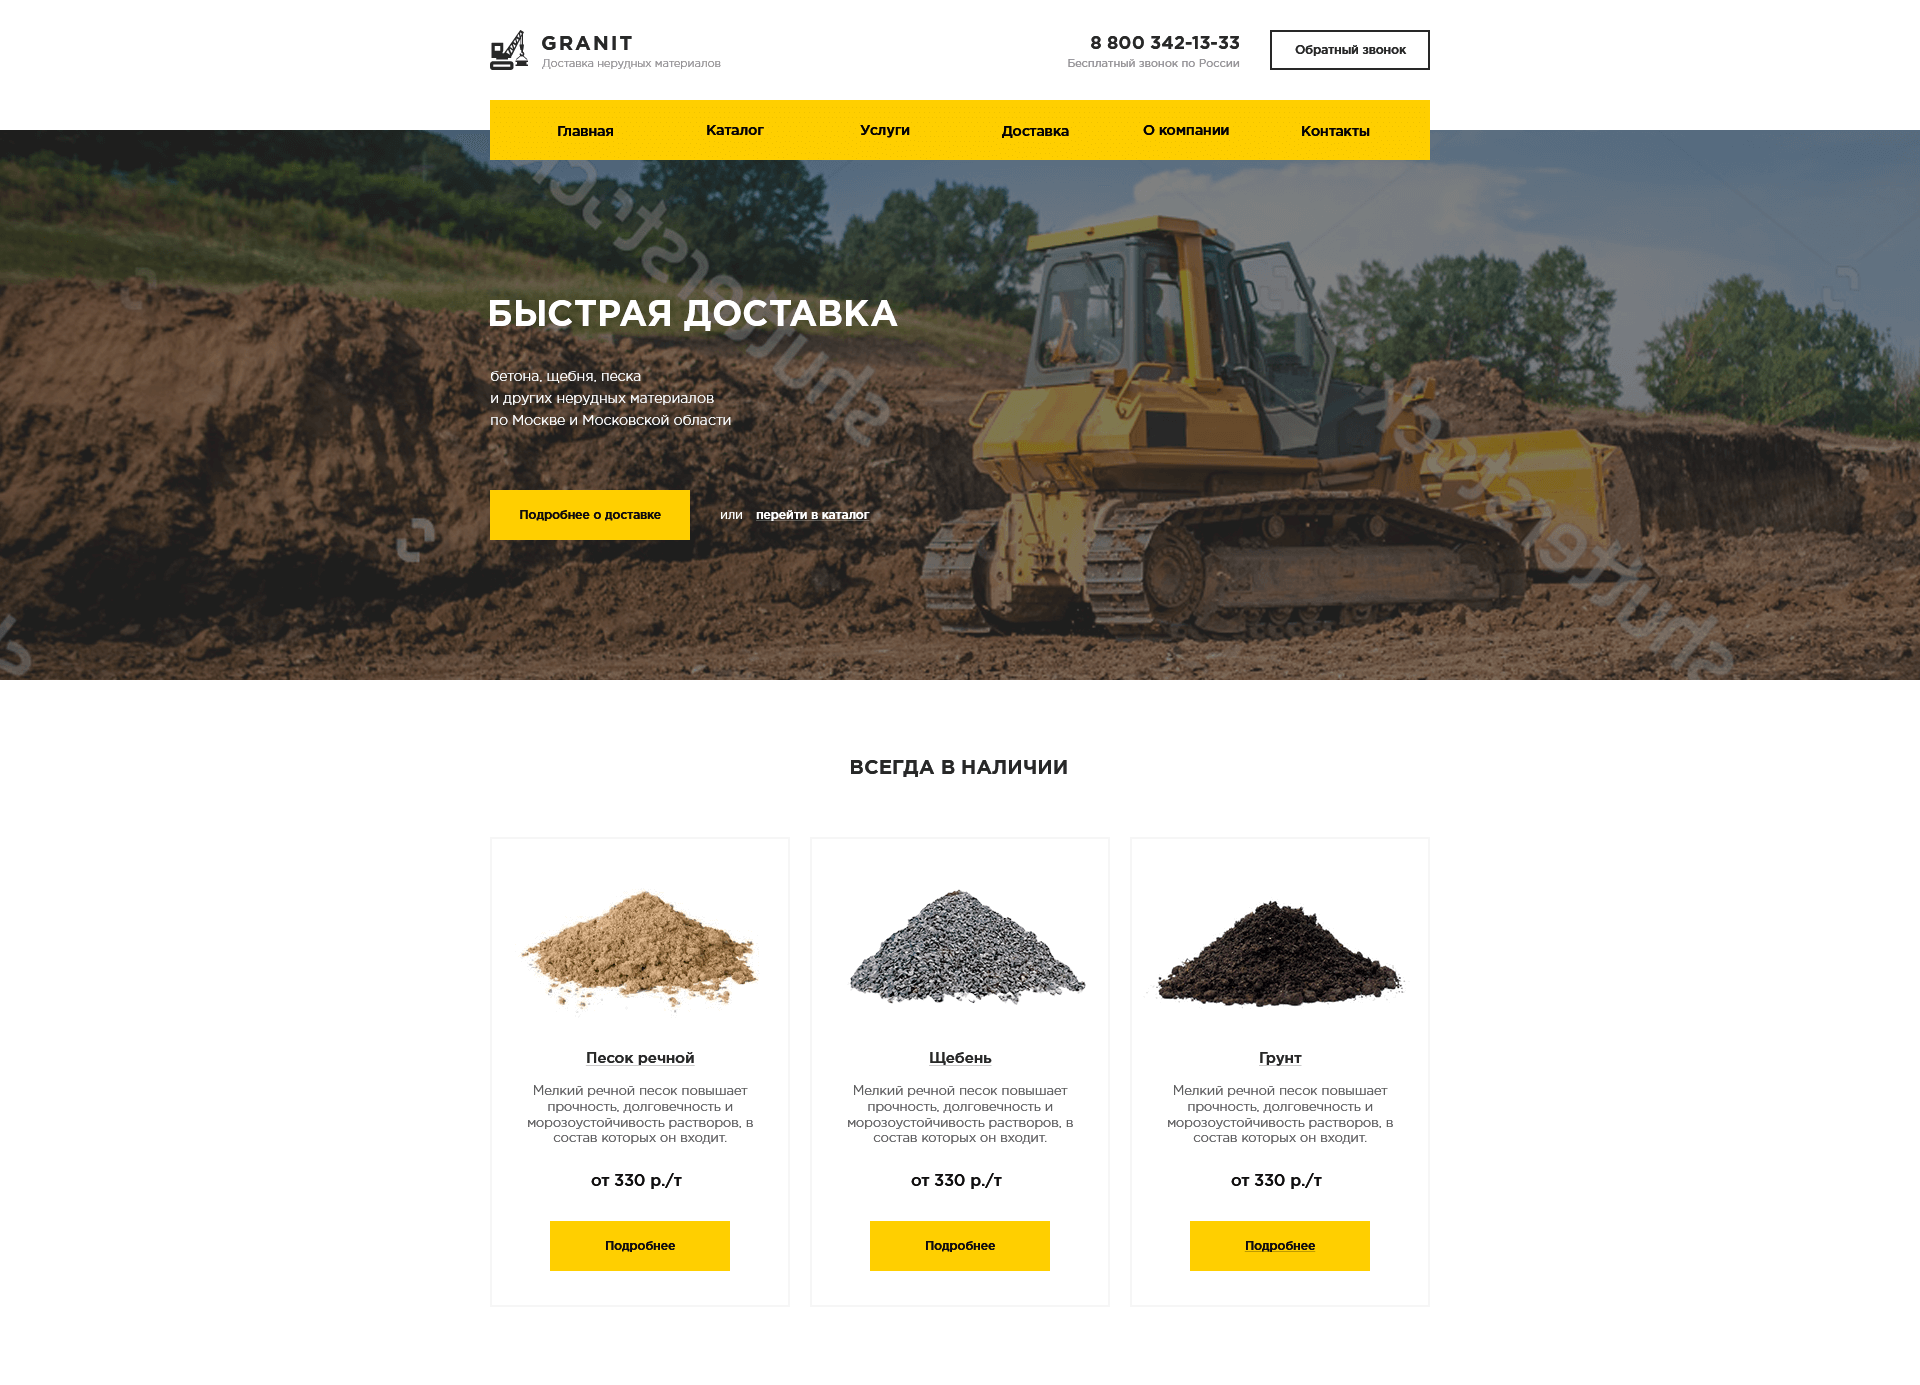 GRANIT
Доставка нерудных материалов
8 800 342-13-33
Бесплатный звонок по России
Обратный звонок
Главная
Каталог
Услуги
Доставка
О компании
Контакты
БЫСТРАЯ ДОСТАВКА
бетона, щебня, песка
и других нерудных материалов
по Москве и Московской области
Подробнее о доставке
или перейти в каталог
ВСЕГДА В НАЛИЧИИ
Песок речной
Мелкий речной песок повышает
прочность, долговечность и
морозоустойчивость растворов, в
состав которых он входит.
от 330 р./т
Подробнее
Щебень
Мелкий речной песок повышает
прочность, долговечность и
морозоустойчивость растворов, в
состав которых он входит.
от 330 р./т
Подробнее
Грунт
Мелкий речной песок повышает
прочность, долговечность и
морозоустойчивость растворов, в
состав которых он входит.
от 330 р./т
Подробнее